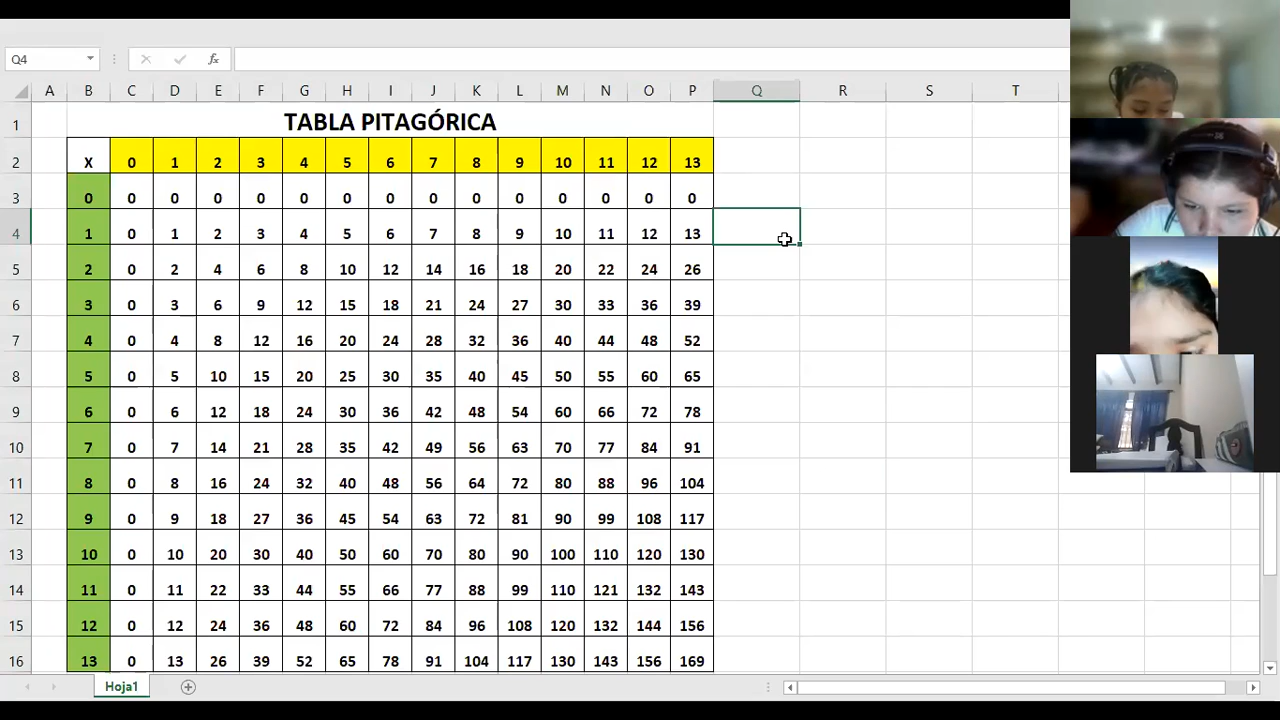 Q4
fx
A B C D E F G H I J K L M N O P Q R S T
1 TABLA PITAGÓRICA
2 X 0 1 2 3 4 5 6 7 8 9 10 11 12 13
3 0 0 0 0 0 0 0 0 0 0 0 0 0 0 0
4 1 0 1 2 3 4 5 6 7 8 9 10 11 12 13
5 2 0 2 4 6 8 10 12 14 16 18 20 22 24 26
6 3 0 3 6 9 12 15 18 21 24 27 30 33 36 39
7 4 0 4 8 12 16 20 24 28 32 36 40 44 48 52
8 5 0 5 10 15 20 25 30 35 40 45 50 55 60 65
9 6 0 6 12 18 24 30 36 42 48 54 60 66 72 78
10 7 0 7 14 21 28 35 42 49 56 63 70 77 84 91
11 8 0 8 16 24 32 40 48 56 64 72 80 88 96 104
12 9 0 9 18 27 36 45 54 63 72 81 90 99 108 117
13 10 0 10 20 30 40 50 60 70 80 90 100 110 120 130
14 11 0 11 22 33 44 55 66 77 88 99 110 121 132 143
15 12 0 12 24 36 48 60 72 84 96 108 120 132 144 156
16 13 0 13 26 39 52 65 78 91 104 117 130 143 156 169
Hoja1